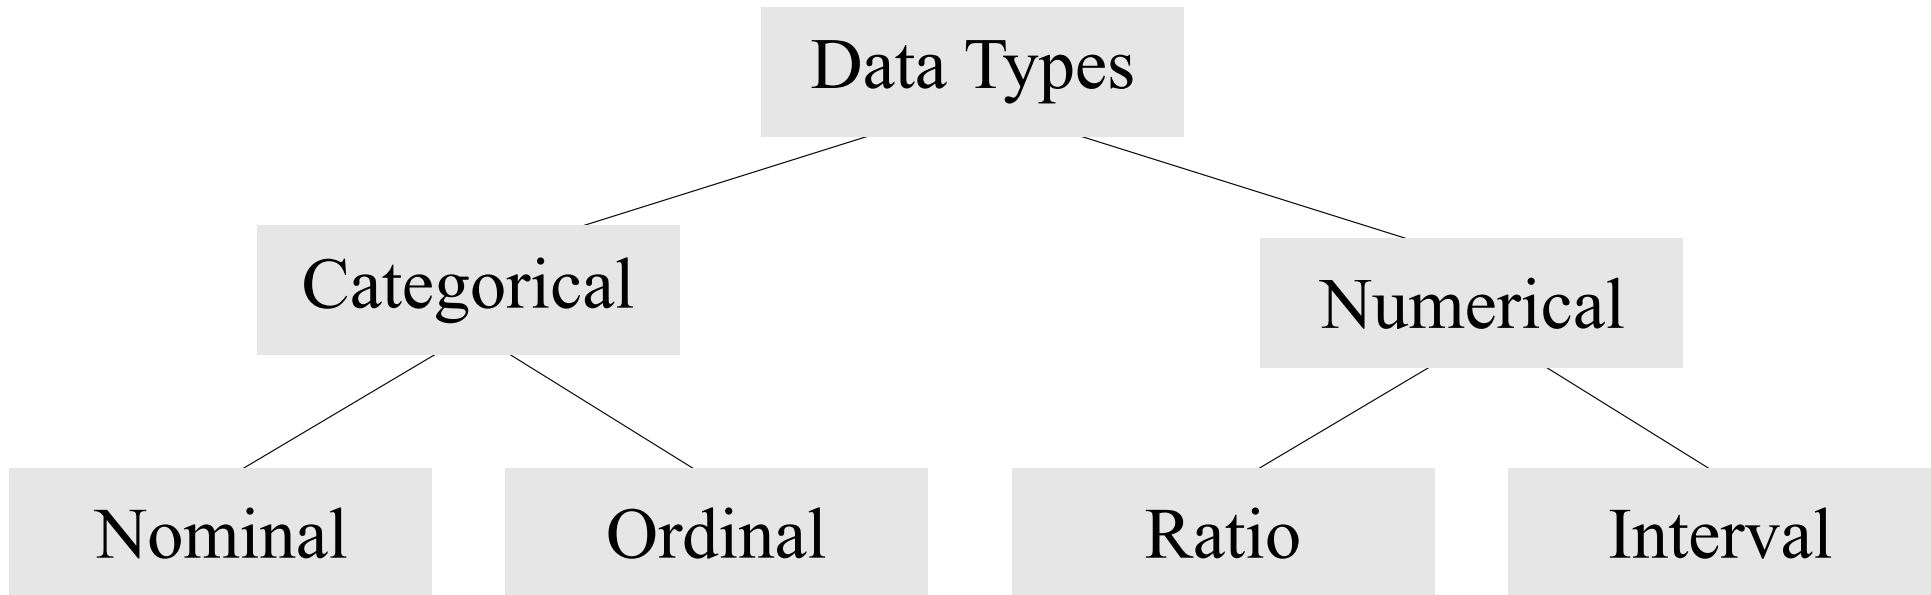 Data Types
Categorical
Numerical
Nominal
Ordinal
Ratio
Interval